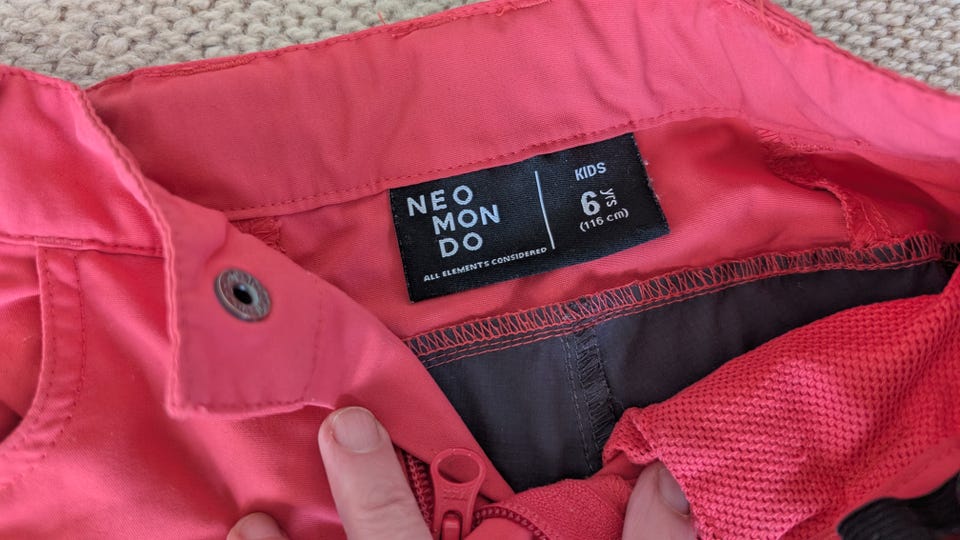 NEO
MON
DO
ALL ELEMENTS CONSIDERED
KIDS
6 yrs
(116 cm)